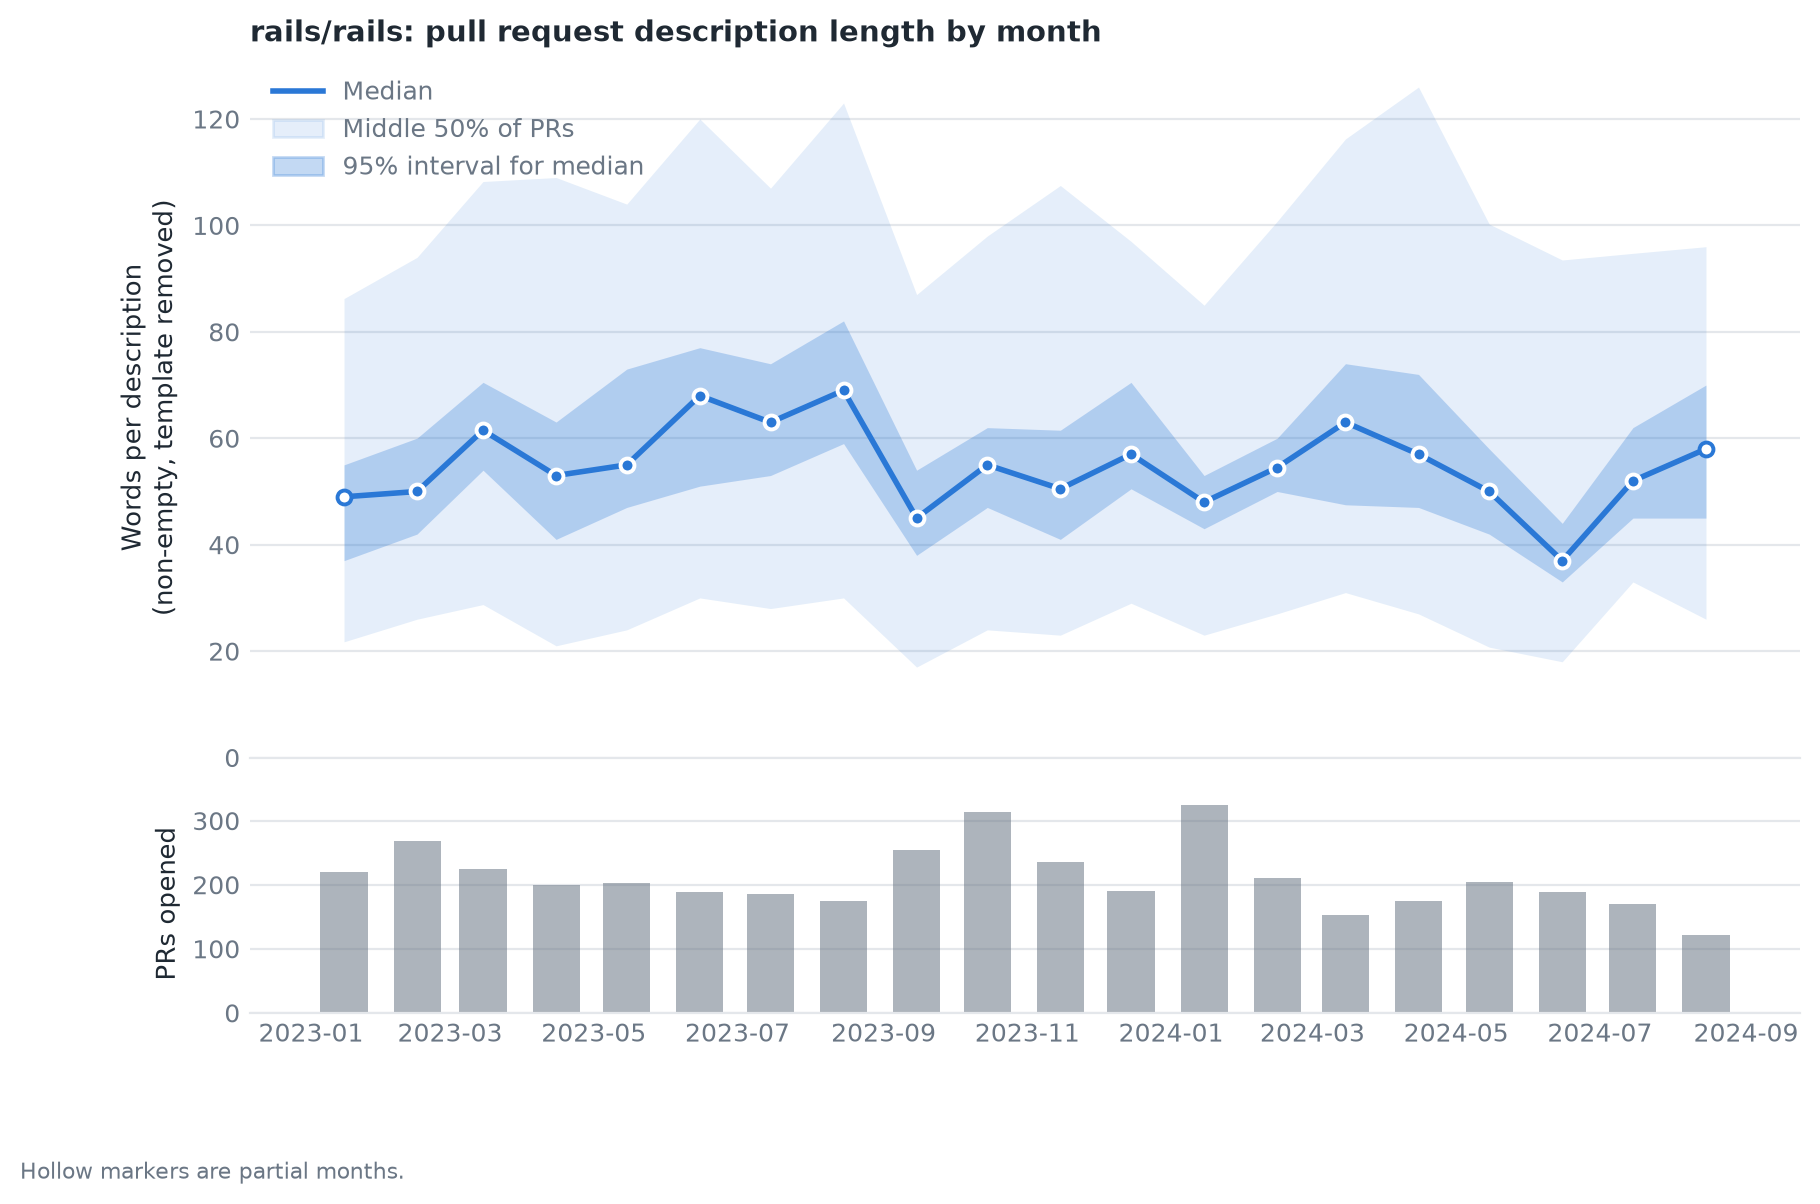 rails/rails: pull request description length by month
Median
Middle 50% of PRs
95% interval for median
Words per description
(non-empty, template removed)
120
100
80
60
40
20
0
PRs opened
300
200
100
0
2023-01 2023-03 2023-05 2023-07 2023-09 2023-11 2024-01 2024-03 2024-05 2024-07 2024-09
Hollow markers are partial months.